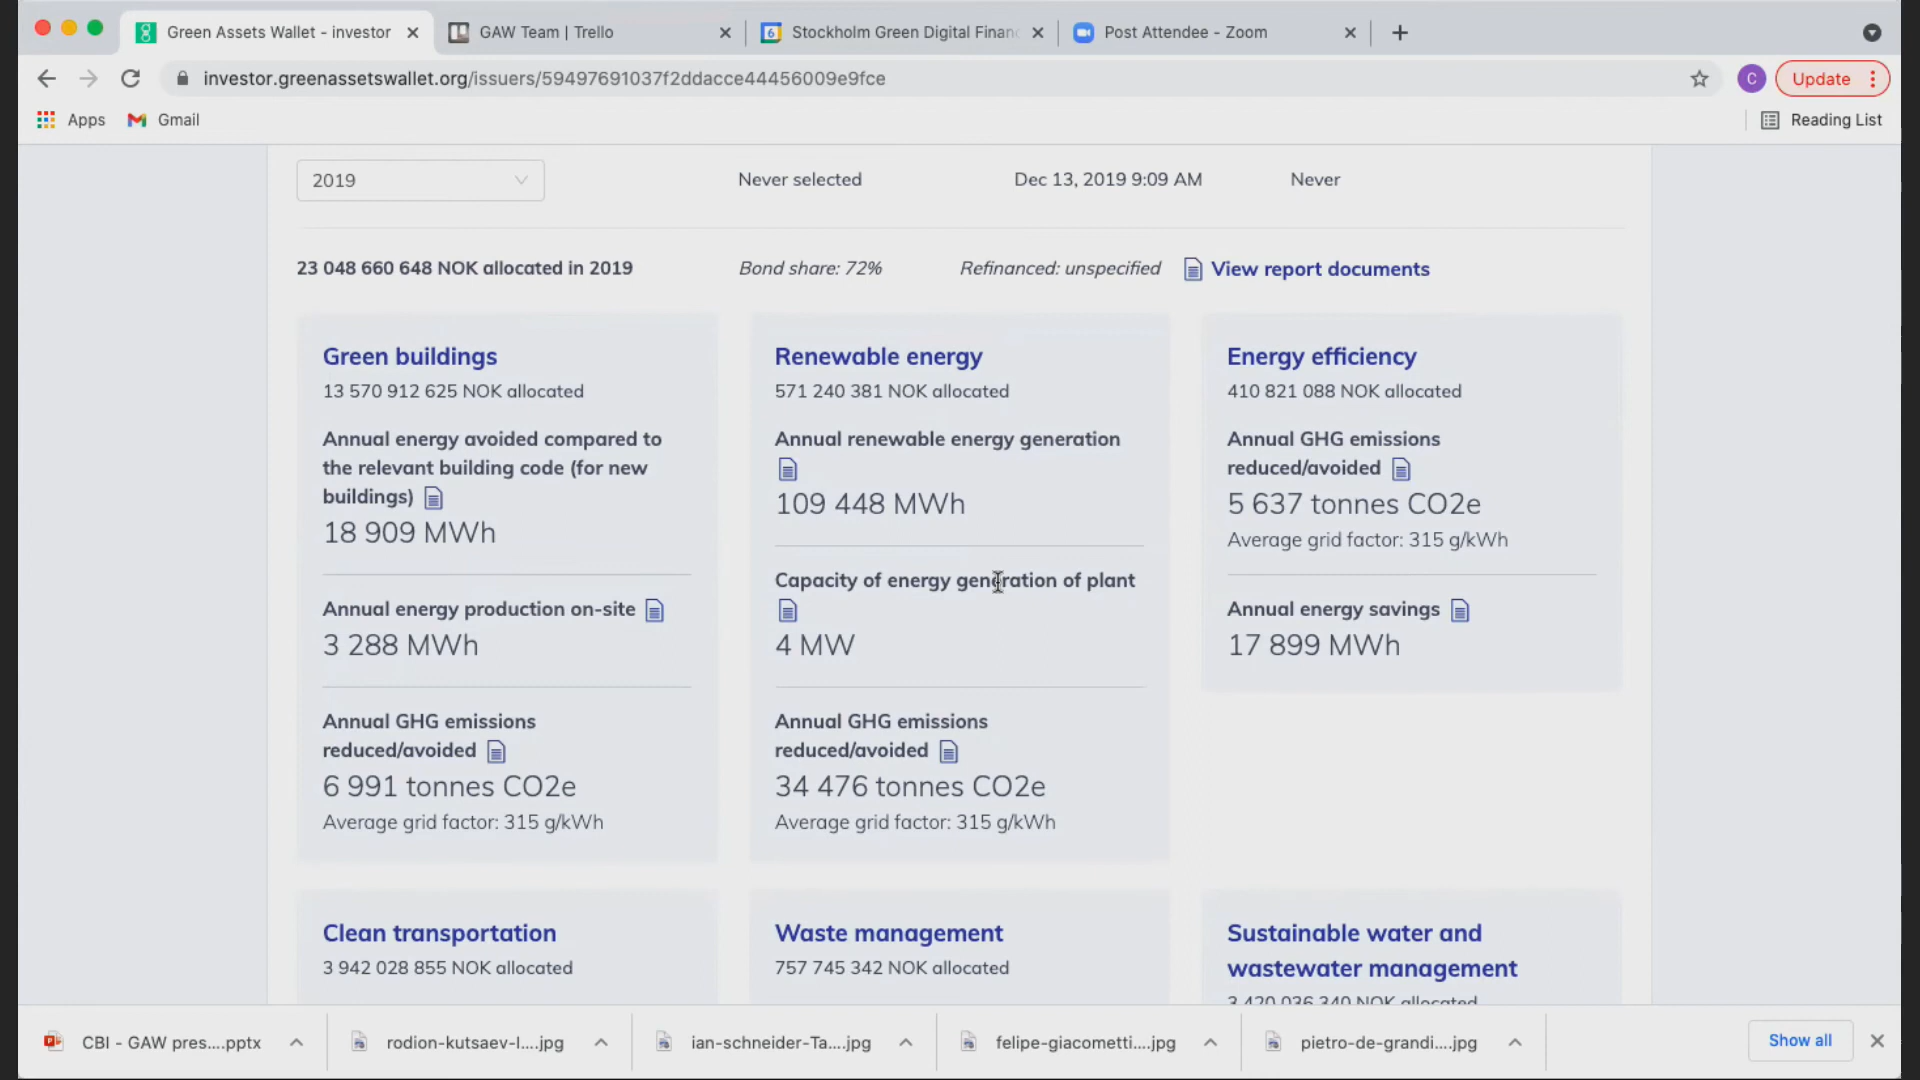 Green Assets Wallet - investor
GAW Team | Trello
Stockholm Green Digital Financ
Post Attendee - Zoom
investor.greenassetswallet.org/issuers/59497691037f2ddacce44456009e9fce
C
Update
Apps
Gmail
Reading List
2019
Never selected
Dec 13, 2019 9:09 AM
Never
23 048 660 648 NOK allocated in 2019
Bond share: 72%
Refinanced: unspecified
View report documents
Green buildings
13 570 912 625 NOK allocated
Annual energy avoided compared to
the relevant building code (for new
buildings)
18 909 MWh
Annual energy production on-site
3 288 MWh
Annual GHG emissions
reduced/avoided
6 991 tonnes CO2e
Average grid factor: 315 g/kWh
Renewable energy
571 240 381 NOK allocated
Annual renewable energy generation
109 448 MWh
Capacity of energy generation of plant
4 MW
Annual GHG emissions
reduced/avoided
34 476 tonnes CO2e
Average grid factor: 315 g/kWh
Energy efficiency
410 821 088 NOK allocated
Annual GHG emissions
reduced/avoided
5 637 tonnes CO2e
Average grid factor: 315 g/kWh
Annual energy savings
17 899 MWh
Clean transportation
3 942 028 855 NOK allocated
Waste management
757 745 342 NOK allocated
Sustainable water and
wastewater management
3 420 036 340 NOK allocated
CBI - GAW pres....pptx
rodion-kutsaev-l....jpg
ian-schneider-Ta....jpg
felipe-giacometti....jpg
pietro-de-grandi....jpg
Show all